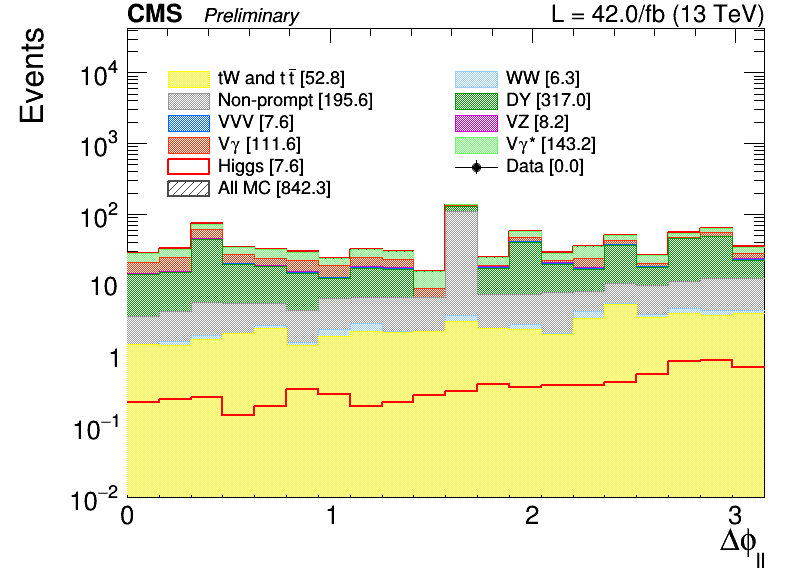 CMS Preliminary L = 42.0/fb (13 TeV)
Events
10⁴
10³
10²
10
1
10⁻¹
10⁻²
tW and t t̄ [52.8]
Non-prompt [195.6]
VVV [7.6]
Vγ [111.6]
Higgs [7.6]
All MC [842.3]
WW [6.3]
DY [317.0]
VZ [8.2]
Vγ* [143.2]
Data [0.0]
0 1 2 3
Δϕll